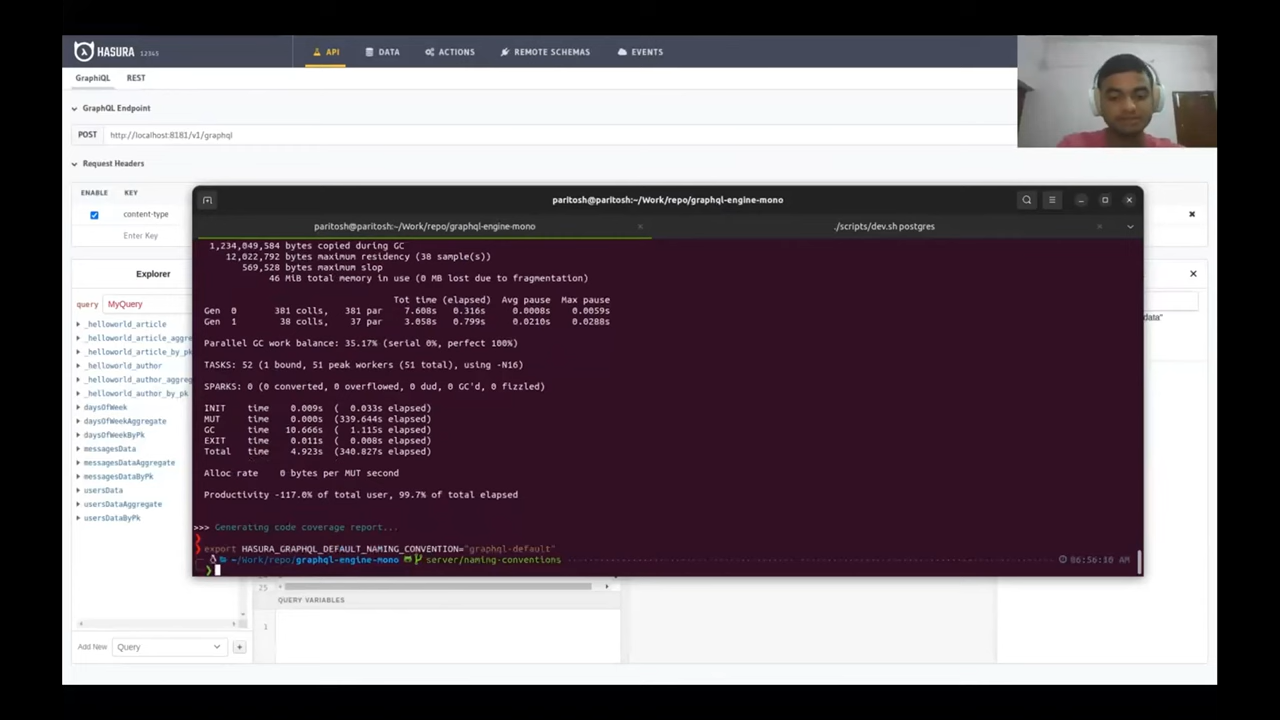 HASURA 12345 API DATA ACTIONS REMOTE SCHEMAS EVENTS
GraphiQL REST
GraphQL Endpoint
POST http://localhost:8181/v1/graphql
Request Headers
ENABLE KEY
content-type
Enter Key
Explorer
query MyQuery
_helloworld_article
_helloworld_article_aggre
_helloworld_article_by_pk
_helloworld_author
_helloworld_author_aggreg
_helloworld_author_by_pk
daysOfWeek
daysOfWeekAggregate
daysOfWeekByPk
messagesData
messagesDataAggregate
messagesDataByPk
usersData
usersDataAggregate
usersDataByPk
Add New Query +
paritosh@paritosh:~/Work/repo/graphql-engine-mono
paritosh@paritosh:~/Work/repo/graphql-engine-mono ./scripts/dev.sh postgres
1,234,049,584 bytes copied during GC
12,022,792 bytes maximum residency (38 sample(s))
569,528 bytes maximum slop
46 MiB total memory in use (0 MB lost due to fragmentation)
Tot time (elapsed) Avg pause Max pause
Gen 0 381 colls, 381 par 7.608s 0.316s 0.0008s 0.0059s
Gen 1 38 colls, 37 par 3.058s 0.799s 0.0210s 0.0288s
Parallel GC work balance: 35.17% (serial 0%, perfect 100%)
TASKS: 52 (1 bound, 51 peak workers (51 total), using -N16)
SPARKS: 0 (0 converted, 0 overflowed, 0 dud, 0 GC'd, 0 fizzled)
INIT time 0.009s ( 0.033s elapsed)
MUT time 0.000s (339.644s elapsed)
GC time 10.666s ( 1.115s elapsed)
EXIT time 0.011s ( 0.008s elapsed)
Total time 4.923s (340.827s elapsed)
Alloc rate 0 bytes per MUT second
Productivity -117.0% of total user, 99.7% of total elapsed
>>> Generating code coverage report...
export HASURA_GRAPHQL_DEFAULT_NAMING_CONVENTION="graphql-default"
~/Work/repo/graphql-engine-mono server/naming-conventions 06:56:10 AM
data"
25
QUERY VARIABLES
1